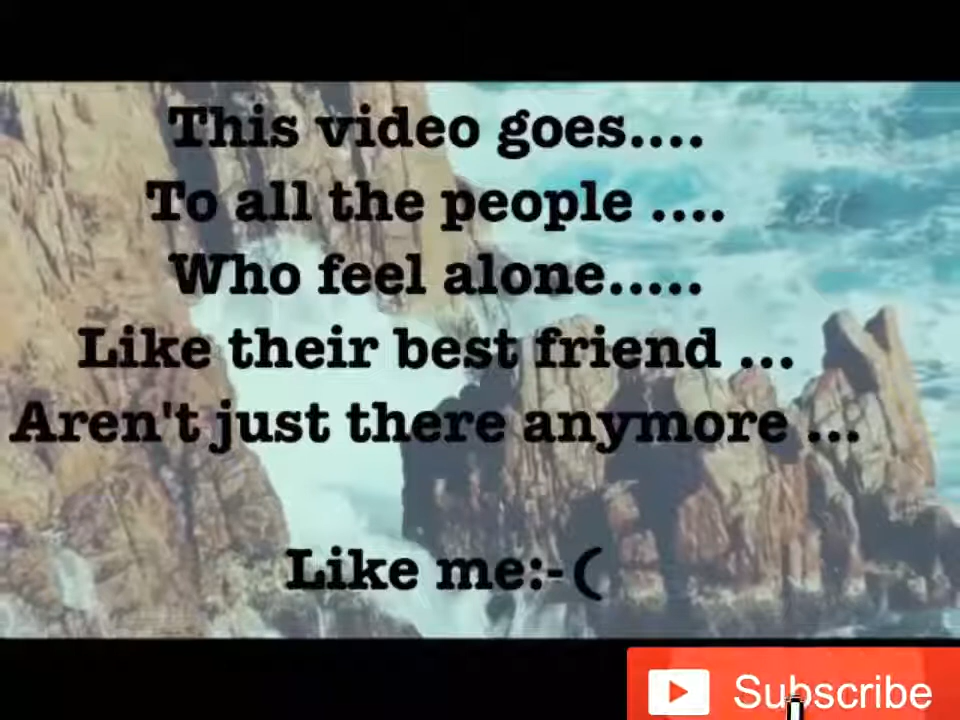 This video goes....
To all the people ....
Who feel alone.....
Like their best friend ...
Aren't just there anymore ...
Like me:-(
Subscribe